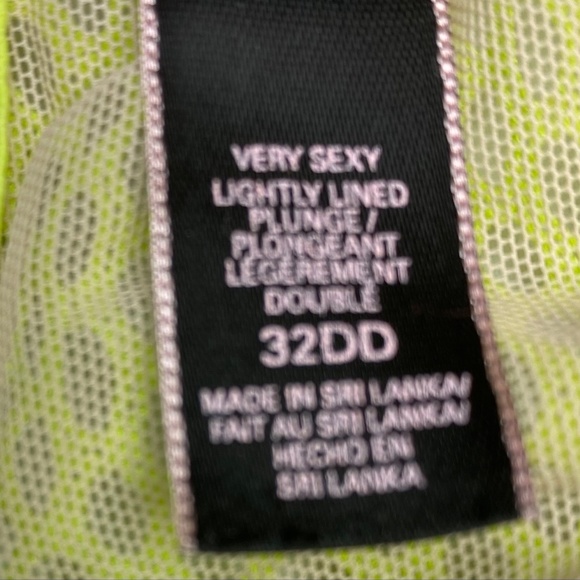 VERY SEXY
LIGHTLY LINED
PLUNGE /
PLONGEANT
LÉGÈREMENT
DOUBLÉ
32DD
MADE IN SRI LANKA/
FAIT AU SRI LANKA/
HECHO EN
SRI LANKA